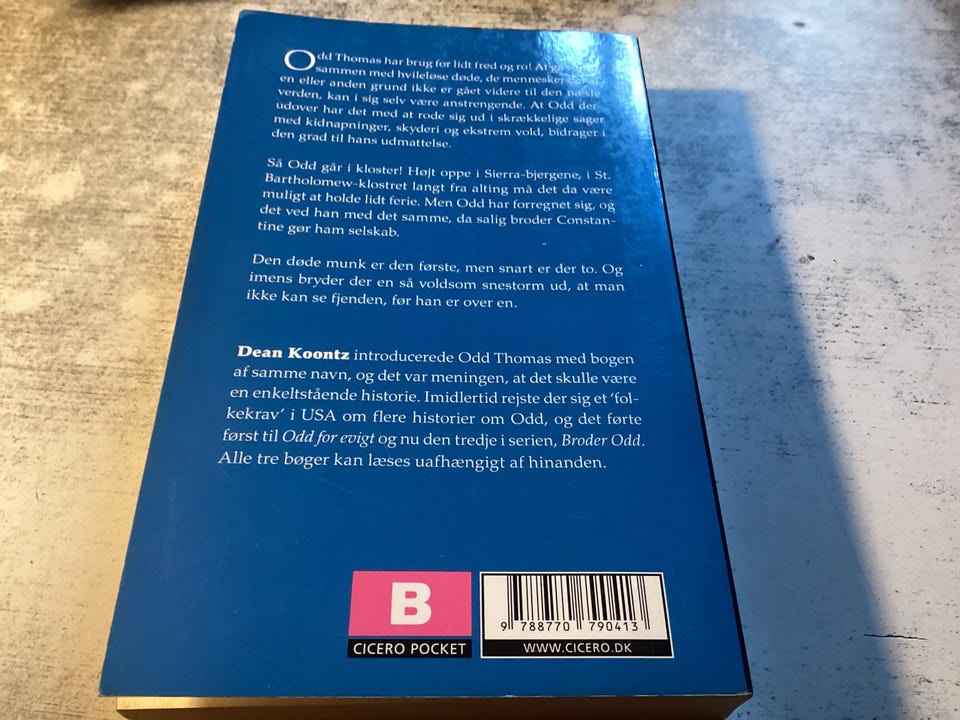 Odd Thomas har brug for lidt fred og ro! At
sammen med hvileløse døde, de mennesker
en eller anden grund ikke er gået videre til den næste
verden, kan i sig selv være anstrengende. At Odd der
udover har det med at rode sig ud i skrækkelige sager
med kidnapninger, skyderi og ekstrem vold, bidrager i
den grad til hans udmattelse.
Så Odd går i kloster! Højt oppe i Sierra-bjergene, i St.
Bartholomew-klostret langt fra alting må det da være
muligt at holde lidt ferie. Men Odd har forregnet sig, og
det ved han med det samme, da salig broder Constan-
tine gør ham selskab.
Den døde munk er den første, men snart er der to. Og
imens bryder der en så voldsom snestorm ud, at man
ikke kan se fjenden, før han er over en.
Dean Koontz introducerede Odd Thomas med bogen
af samme navn, og det var meningen, at det skulle være
en enkeltstående historie. Imidlertid rejste der sig et 'fol-
kekrav' i USA om flere historier om Odd, og det førte
først til Odd for evigt og nu den tredje i serien, Broder Odd.
Alle tre bøger kan læses uafhængigt af hinanden.
B
CICERO POCKET
9 788770 790413
WWW.CICERO.DK